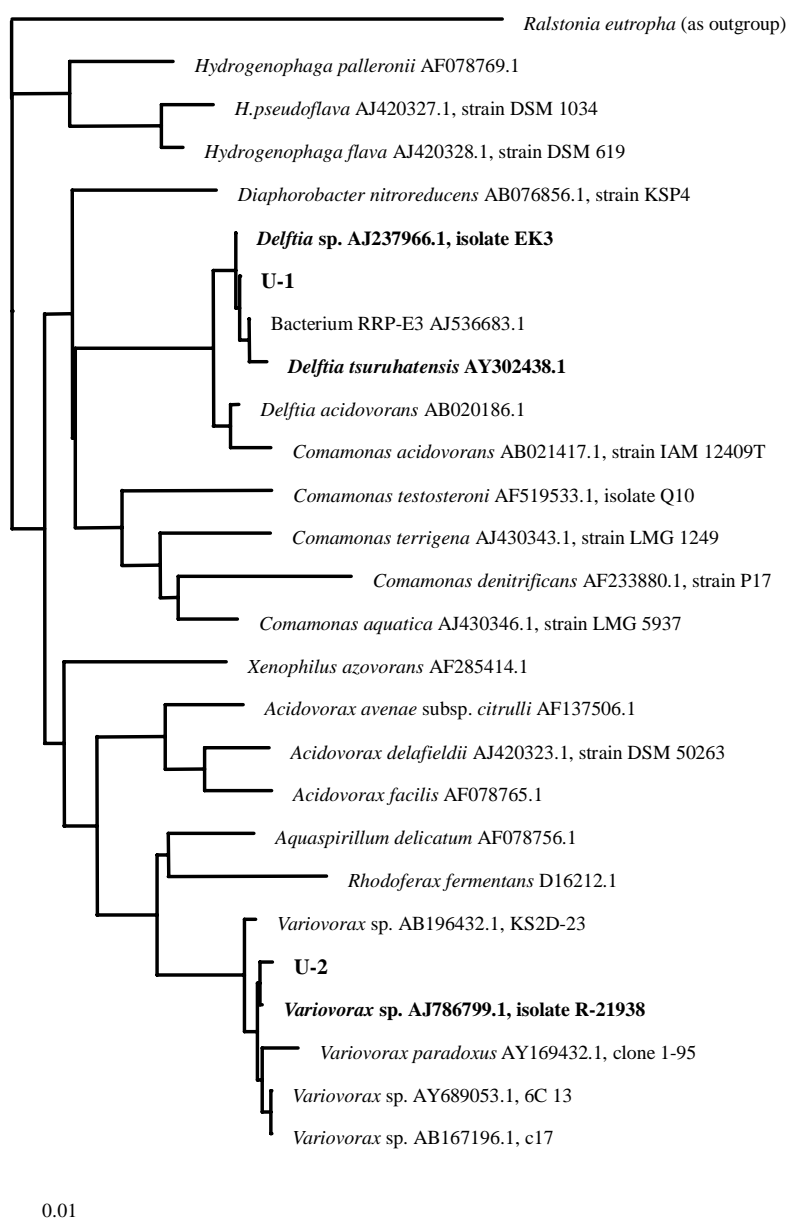 Ralstonia eutropha (as outgroup)
Hydrogenophaga palleronii AF078769.1
H.pseudoflava AJ420327.1, strain DSM 1034
Hydrogenophaga flava AJ420328.1, strain DSM 619
Diaphorobacter nitroreducens AB076856.1, strain KSP4
Delftia sp. AJ237966.1, isolate EK3
U-1
Bacterium RRP-E3 AJ536683.1
Delftia tsuruhatensis AY302438.1
Delftia acidovorans AB020186.1
Comamonas acidovorans AB021417.1, strain IAM 12409T
Comamonas testosteroni AF519533.1, isolate Q10
Comamonas terrigena AJ430343.1, strain LMG 1249
Comamonas denitrificans AF233880.1, strain P17
Comamonas aquatica AJ430346.1, strain LMG 5937
Xenophilus azovorans AF285414.1
Acidovorax avenae subsp. citrulli AF137506.1
Acidovorax delafieldii AJ420323.1, strain DSM 50263
Acidovorax facilis AF078765.1
Aquaspirillum delicatum AF078756.1
Rhodoferax fermentans D16212.1
Variovorax sp. AB196432.1, KS2D-23
U-2
Variovorax sp. AJ786799.1, isolate R-21938
Variovorax paradoxus AY169432.1, clone 1-95
Variovorax sp. AY689053.1, 6C 13
Variovorax sp. AB167196.1, c17
0.01